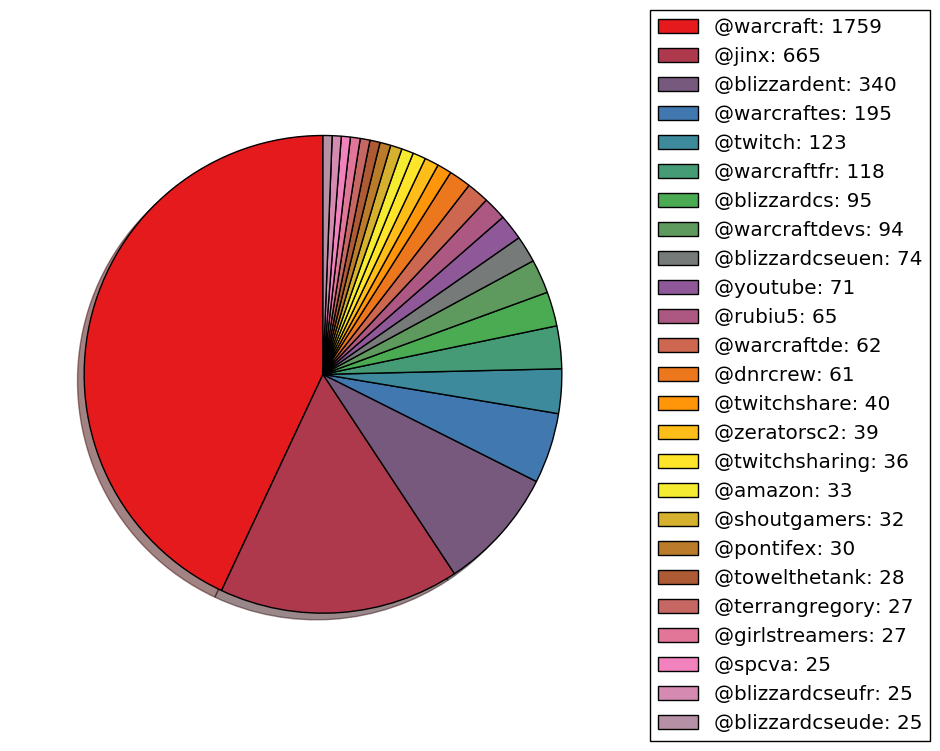 @warcraft: 1759
@jinx: 665
@blizzardent: 340
@warcraftes: 195
@twitch: 123
@warcraftfr: 118
@blizzardcs: 95
@warcraftdevs: 94
@blizzardcseuen: 74
@youtube: 71
@rubiu5: 65
@warcraftde: 62
@dnrcrew: 61
@twitchshare: 40
@zeratorsc2: 39
@twitchsharing: 36
@amazon: 33
@shoutgamers: 32
@pontifex: 30
@towelthetank: 28
@terrangregory: 27
@girlstreamers: 27
@spcva: 25
@blizzardcseufr: 25
@blizzardcseude: 25